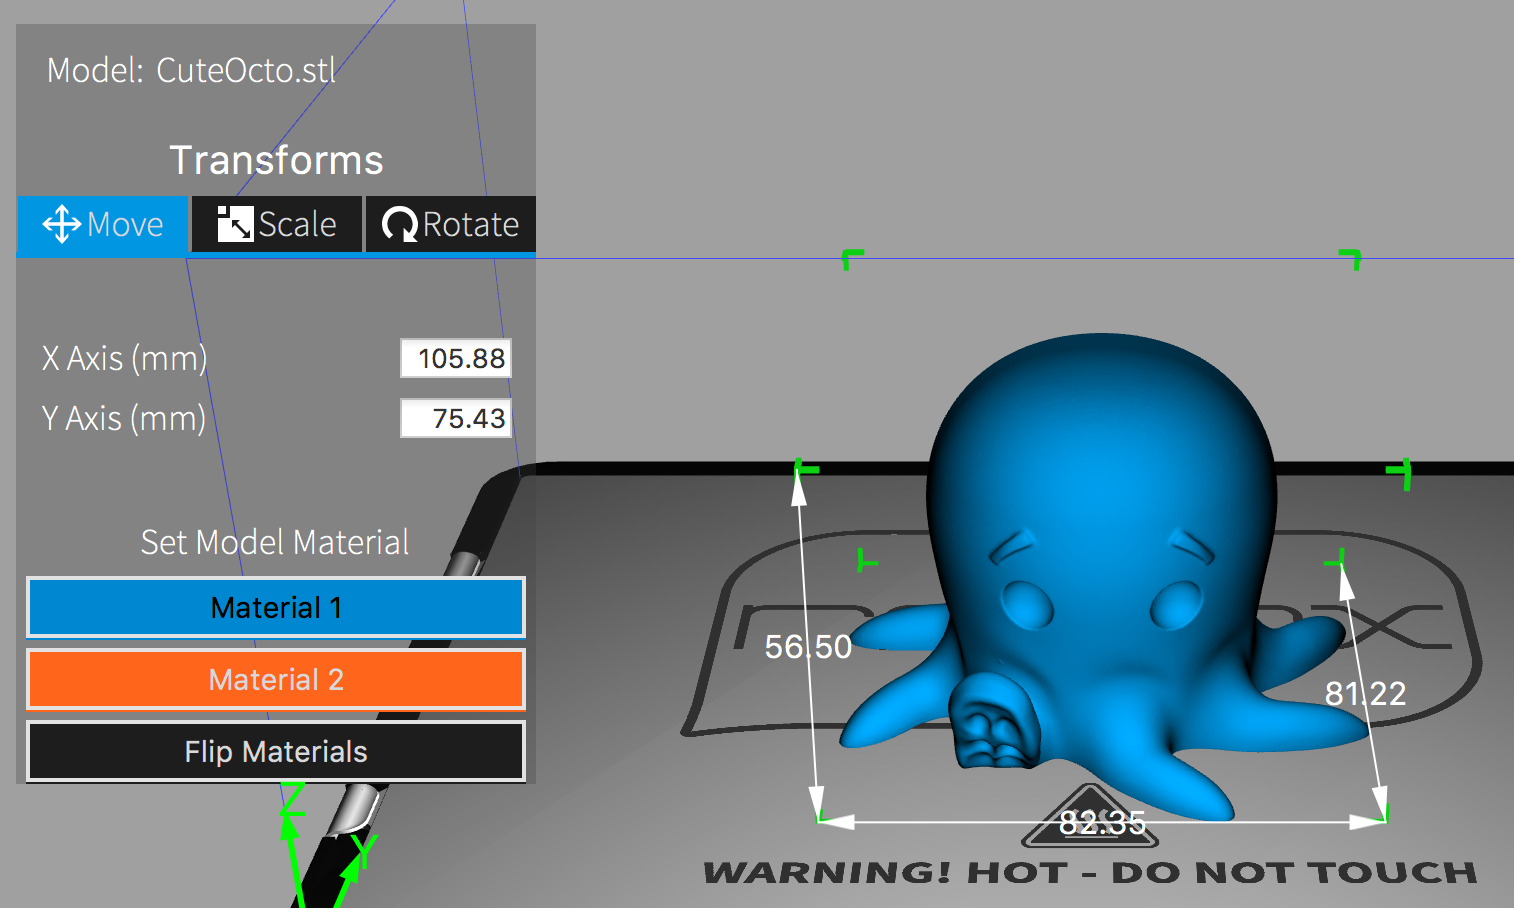 Model: CuteOcto.stl
Transforms
Move Scale Rotate
X Axis (mm) 105.88
Y Axis (mm) 75.43
Set Model Material
Material 1
Material 2
Flip Materials
56.50
81.22
82.35
Z
Y
WARNING! HOT - DO NOT TOUCH